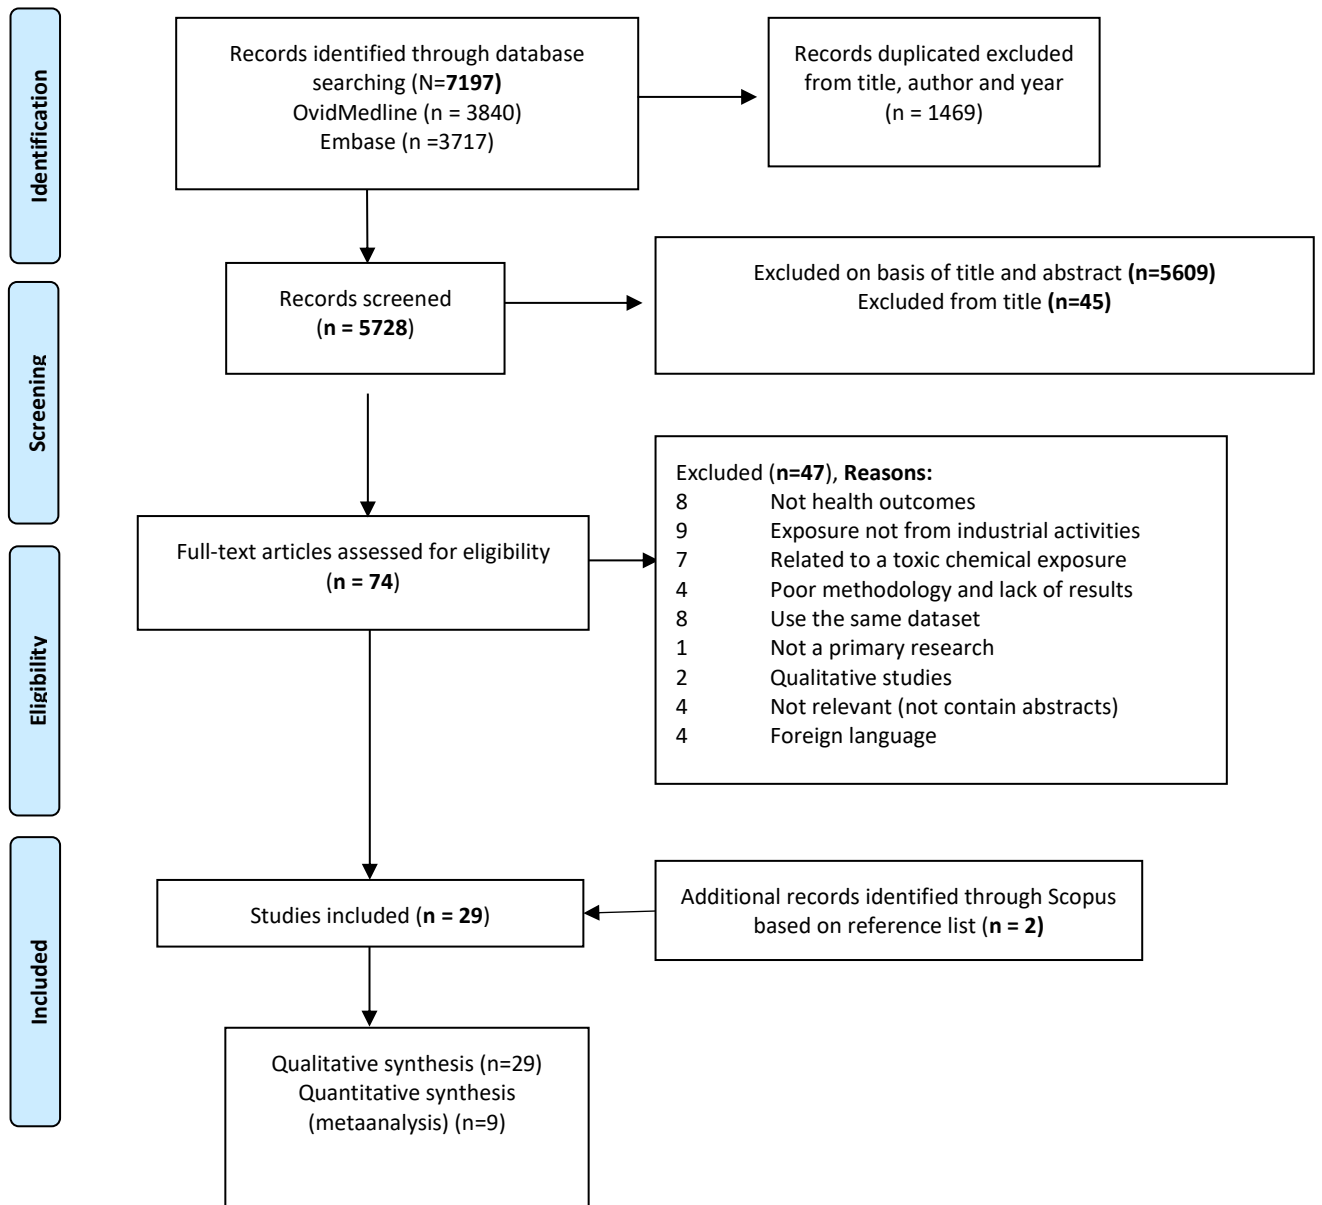 Identification
Records identified through database
searching (N=7197)
OvidMedline (n = 3840)
Embase (n =3717)
Records duplicated excluded
from title, author and year
(n = 1469)
Screening
Records screened
(n = 5728)
Excluded on basis of title and abstract (n=5609)
Excluded from title (n=45)
Eligibility
Full-text articles assessed for eligibility
(n = 74)
Excluded (n=47), Reasons:
8 Not health outcomes
9 Exposure not from industrial activities
7 Related to a toxic chemical exposure
4 Poor methodology and lack of results
8 Use the same dataset
1 Not a primary research
2 Qualitative studies
4 Not relevant (not contain abstracts)
4 Foreign language
Included
Studies included (n = 29)
Additional records identified through Scopus
based on reference list (n = 2)
Qualitative synthesis (n=29)
Quantitative synthesis
(metaanalysis) (n=9)